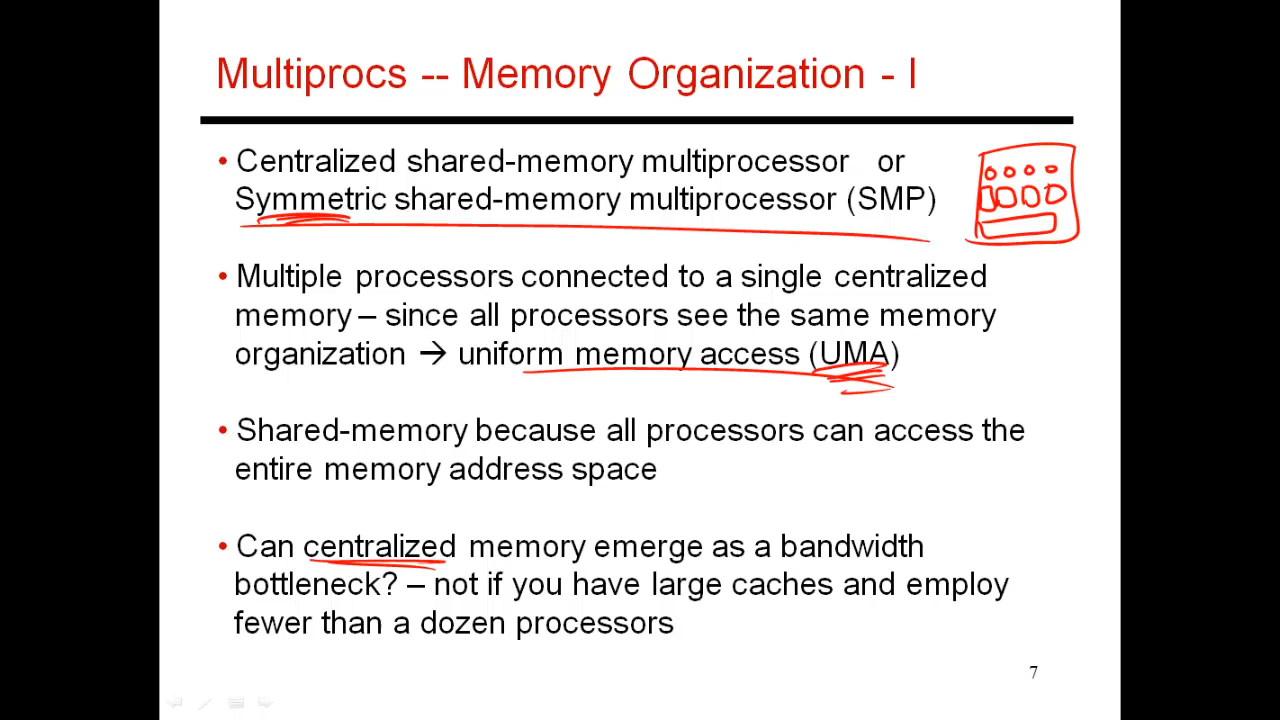 Multiprocs -- Memory Organization - I
• Centralized shared-memory multiprocessor or
Symmetric shared-memory multiprocessor (SMP)
• Multiple processors connected to a single centralized
memory – since all processors see the same memory
organization → uniform memory access (UMA)
• Shared-memory because all processors can access the
entire memory address space
• Can centralized memory emerge as a bandwidth
bottleneck? – not if you have large caches and employ
fewer than a dozen processors
7